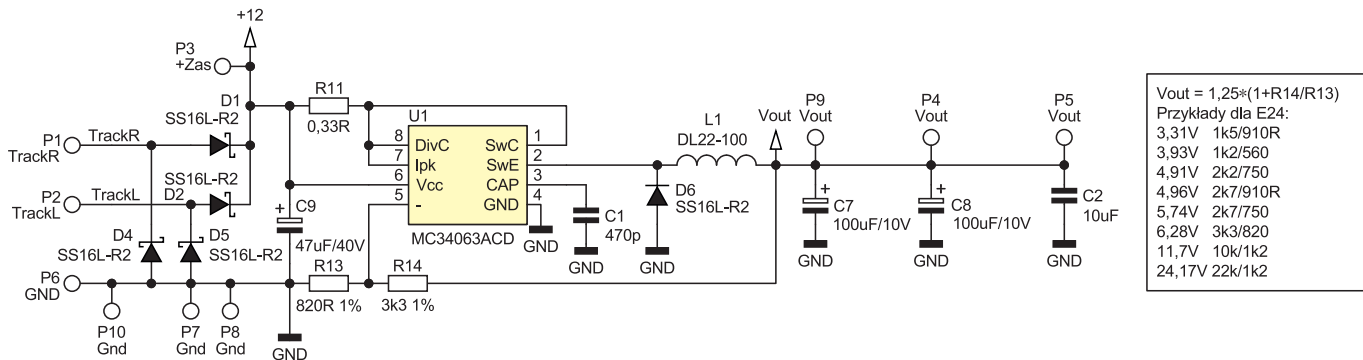 +12
P3
+Zas
D1
R11
0,33R
U1
P1
TrackR
TrackR
SS16L-R2
SS16L-R2
P2
TrackL
TrackL
D2
8 DivC SwC 1
7 Ipk SwE 2
6 Vcc CAP 3
5 - GND 4
MC34063ACD
GND
L1
DL22-100
Vout
P9
Vout
P4
Vout
P5
Vout
C9
47uF/40V
C1
470p
GND
D6
SS16L-R2
GND
C7
100uF/10V
GND
C8
100uF/10V
GND
C2
10uF
GND
D4
SS16L-R2
D5
SS16L-R2
P6
GND
R13
820R 1%
R14
3k3 1%
P10
Gnd
P7
Gnd
P8
Gnd
GND
Vout = 1,25*(1+R14/R13)
Przykłady dla E24:
3,31V 1k5/910R
3,93V 1k2/560
4,91V 2k2/750
4,96V 2k7/910R
5,74V 2k7/750
6,28V 3k3/820
11,7V 10k/1k2
24,17V 22k/1k2